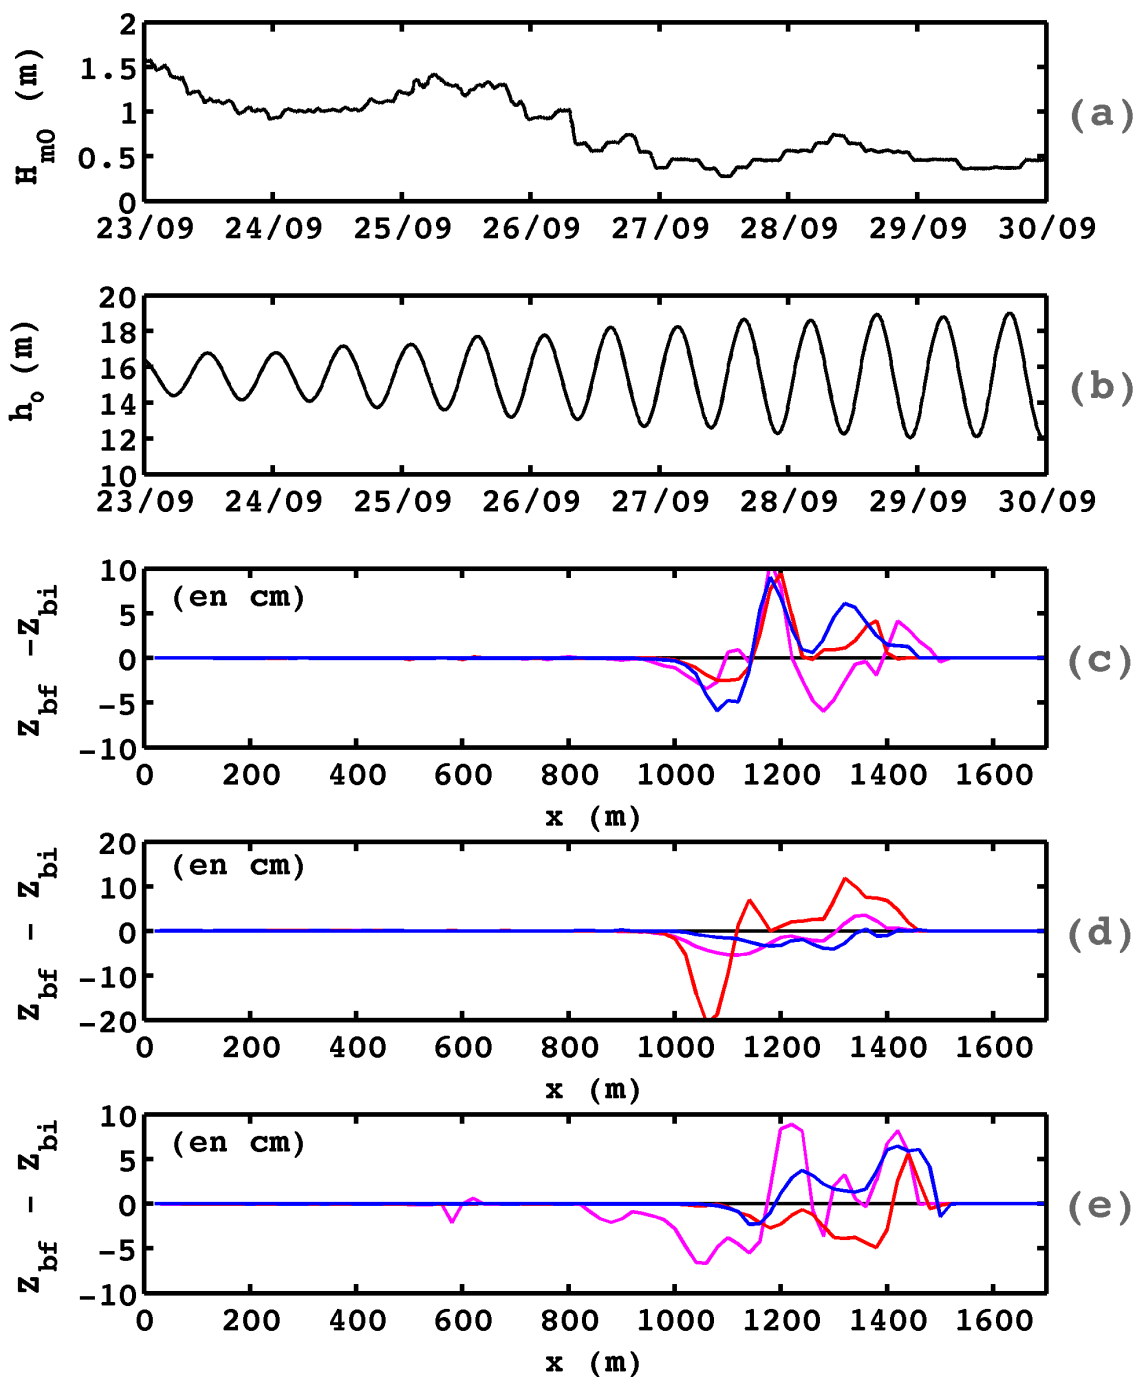 H_m0 (m)
2
1.5
1
0.5
0
23/09 24/09 25/09 26/09 27/09 28/09 29/09 30/09
(a)
h_o (m)
20
18
16
14
12
10
23/09 24/09 25/09 26/09 27/09 28/09 29/09 30/09
(b)
Z_bf -Z_bi
10
5
0
-5
-10
(en cm)
0 200 400 600 800 1000 1200 1400 1600
x (m)
(c)
Z_bf - Z_bi
20
10
0
-10
-20
(en cm)
0 200 400 600 800 1000 1200 1400 1600
x (m)
(d)
Z_bf - Z_bi
10
5
0
-5
-10
(en cm)
0 200 400 600 800 1000 1200 1400 1600
x (m)
(e)